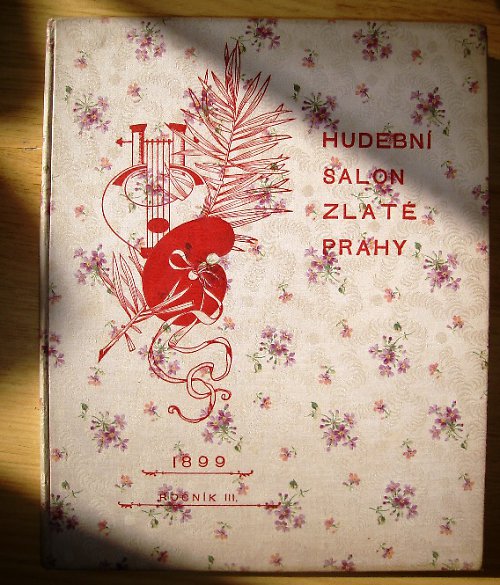 HUDEBNÍ
SALON
ZLATÉ
PRAHY
1899
ROČNÍK III.